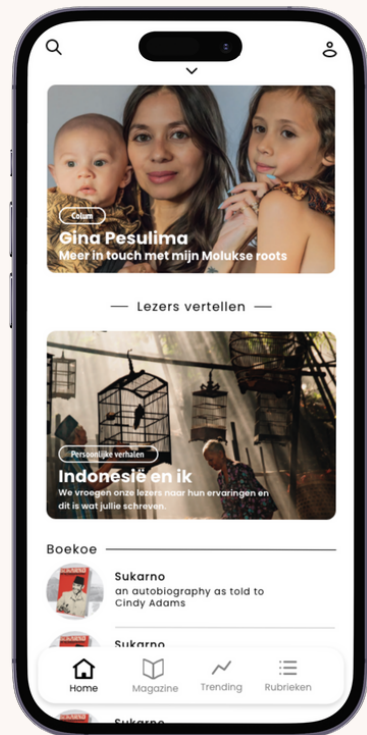 Colum
Gina Pesulima
Meer in touch met mijn Molukse roots
Lezers vertellen
Persoonlijke verhalen
Indonesië en ik
We vroegen onze lezers naar hun ervaringen en
dit is wat jullie schreven.
Boekoe
Sukarno
an autobiography as told to
Cindy Adams
Sukarno
Home
Magazine
Trending
Rubrieken
Sukarno